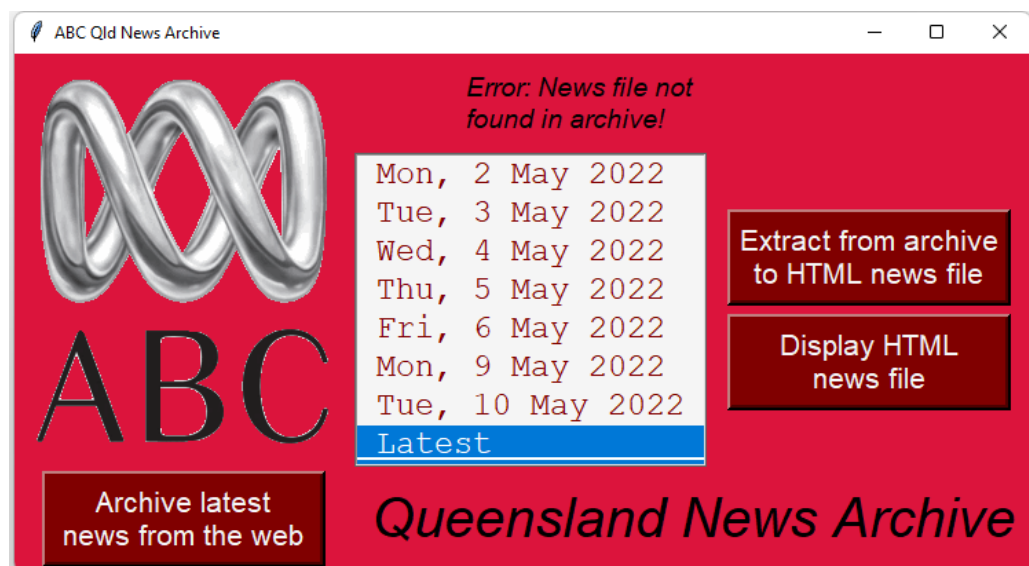 ABC Qld News Archive
Error: News file not
found in archive!
Mon, 2 May 2022
Tue, 3 May 2022
Wed, 4 May 2022
Thu, 5 May 2022
Fri, 6 May 2022
Mon, 9 May 2022
Tue, 10 May 2022
Latest
Extract from archive
to HTML news file
Display HTML
news file
ABC
Archive latest
news from the web
Queensland News Archive